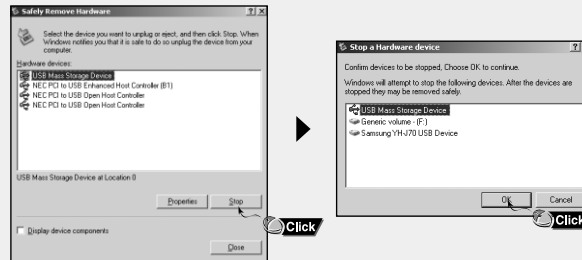 Safely Remove Hardware
Select the device you want to unplug or eject, and then click Stop. When
Windows notifies you that it is safe to do so unplug the device from your
computer.
Hardware devices:
USB Mass Storage Device
NEC PCI to USB Enhanced Host Controller (B1)
NEC PCI to USB Open Host Controller
NEC PCI to USB Open Host Controller
USB Mass Storage Device at Location 0
Properties
Stop
Click
Display device components
Close
Stop a Hardware device
Confirm devices to be stopped, Choose OK to continue.
Windows will attempt to stop the following devices. After the devices are
stopped they may be removed safely.
USB Mass Storage Device
Generic volume - (F:)
Samsung YH-J70 USB Device
OK
Cancel
Click